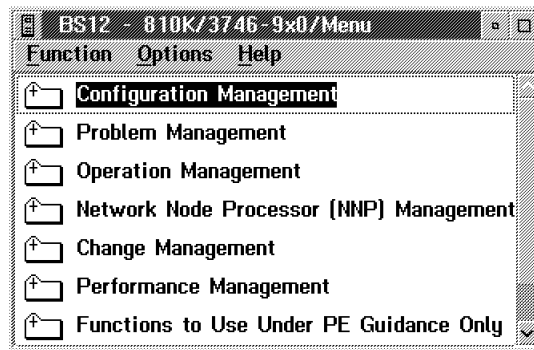 BS12 - 810K/3746-9x0/Menu
Function Options Help
Configuration Management
Problem Management
Operation Management
Network Node Processor (NNP) Management
Change Management
Performance Management
Functions to Use Under PE Guidance Only